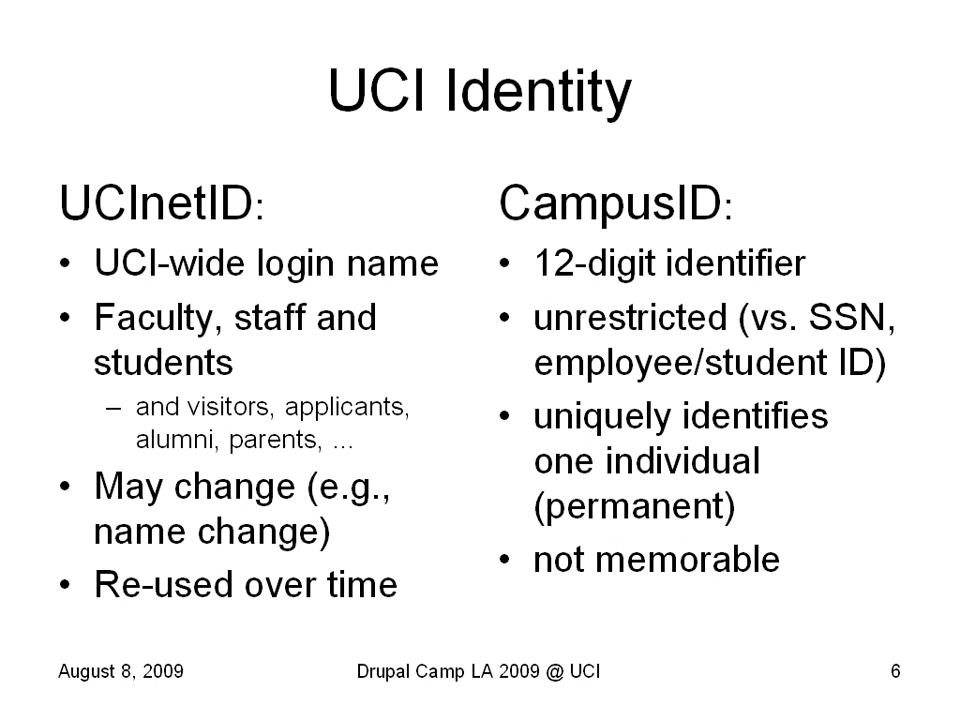 UCI Identity
UCInetID:
• UCI-wide login name
• Faculty, staff and
students
– and visitors, applicants,
alumni, parents, ...
• May change (e.g.,
name change)
• Re-used over time
CampusID:
• 12-digit identifier
• unrestricted (vs. SSN,
employee/student ID)
• uniquely identifies
one individual
(permanent)
• not memorable
August 8, 2009
Drupal Camp LA 2009 @ UCI
6